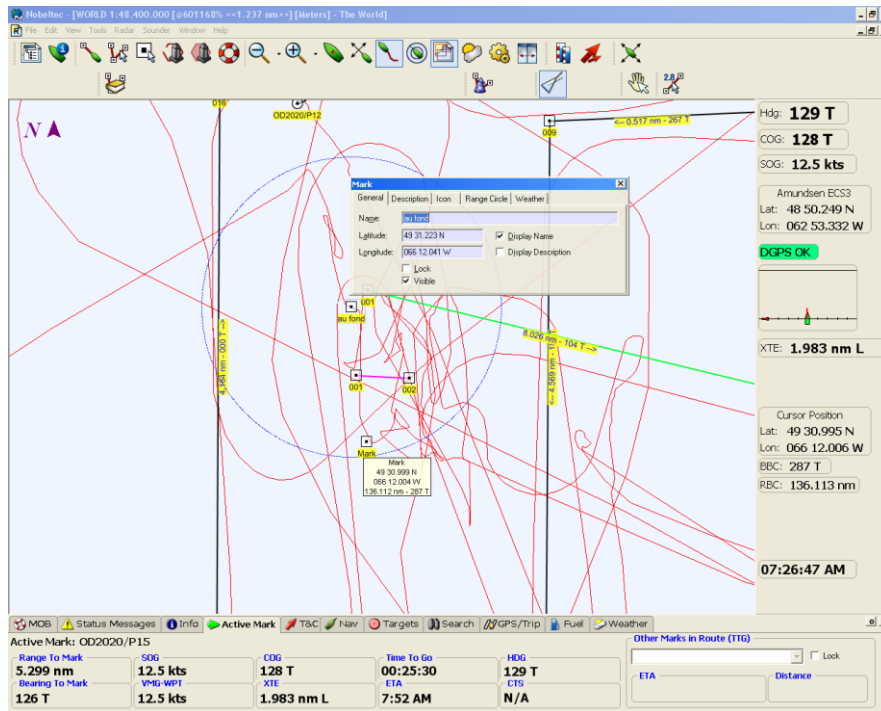 Nobeltec - [WORLD 1:48,400,000 [@601168% <<1.237 nm>>] [Meters] - The World]
File Edit View Tools Radar Sounder Window Help
2.8
N
016
OD2020/P12
009
<-- 0.517 nm - 267 T
Mark
General Description Icon Range Circle Weather
Name: au fond
Latitude: 49 31.223 N Display Name
Longitude: 066 12.041 W Display Description
Lock
Visible
U01
au fond
8.026 nm - 104 T -->
4.964 nm - 000 T -->
001
002
Mark
Mark
49 30.999 N
066 12.004 W
136.112 nm - 287 T
Hdg: 129 T
COG: 128 T
SOG: 12.5 kts
Amundsen ECS3
Lat: 48 50.249 N
Lon: 062 53.332 W
DGPS OK
XTE: 1.983 nm L
Cursor Position
Lat: 49 30.995 N
Lon: 066 12.006 W
BBC: 287 T
RBC: 136.113 nm
07:26:47 AM
MOB Status Messages Info Active Mark T&C Nav Targets Search GPS/Trip Fuel Weather
Active Mark: OD2020/P15
Range To Mark SOG COG Time To Go HDG
5.299 nm 12.5 kts 128 T 00:25:30 129 T
Bearing To Mark VMG-WPT XTE ETA CTS
126 T 12.5 kts 1.983 nm L 7:52 AM N/A
Other Marks in Route (TTG)
Lock
ETA Distance